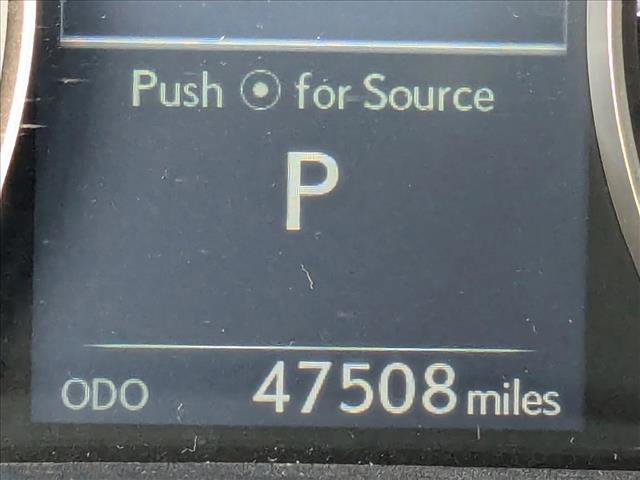 Push ⊙ for Source
P
ODO 47508 miles